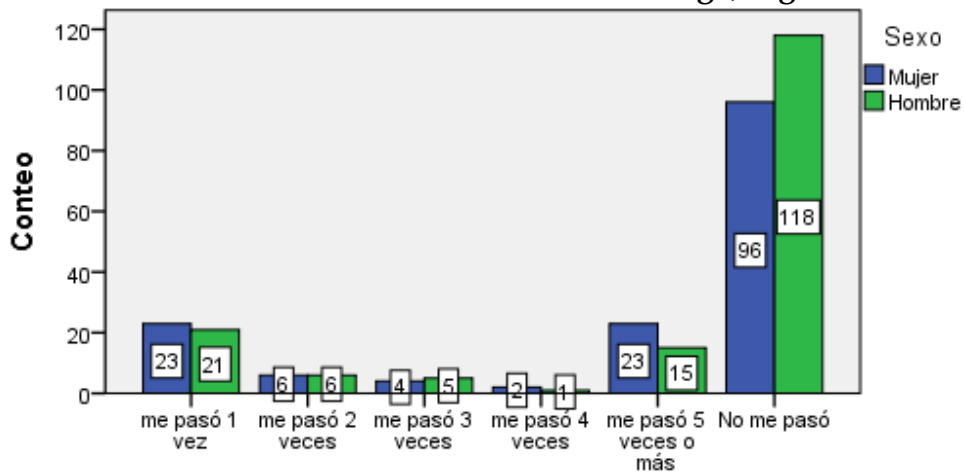 120
100
80
60
40
20
0
Conteo
Sexo
Mujer
Hombre
23
21
6
6
4
5
2
1
23
15
96
118
me pasó 1
vez
me pasó 2
veces
me pasó 3
veces
me pasó 4
veces
me pasó 5
veces o
más
No me pasó